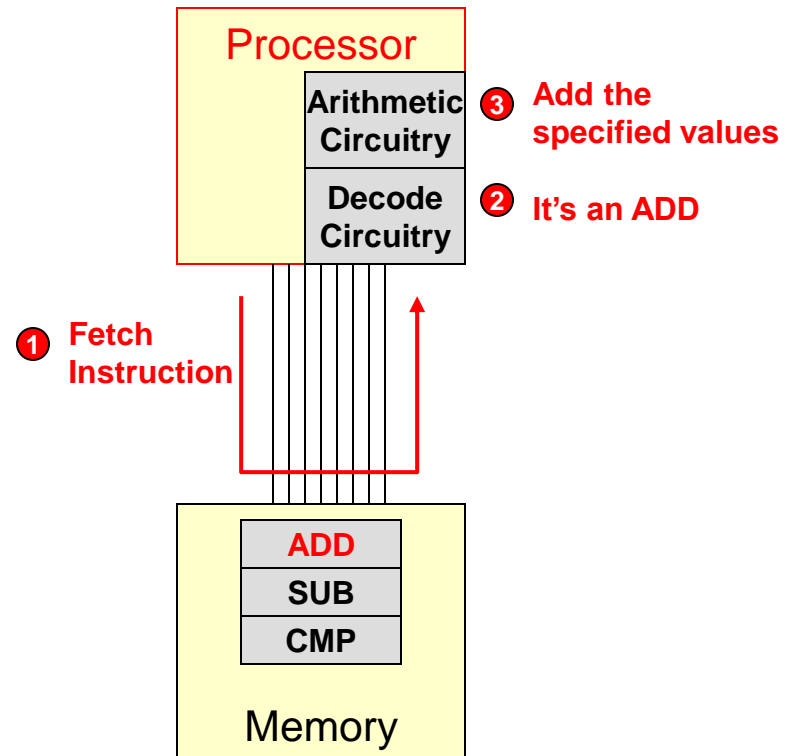 Processor
Arithmetic
Circuitry
3
Add the
specified values
Decode
Circuitry
2
It's an ADD
1
Fetch
Instruction
ADD
SUB
CMP
Memory